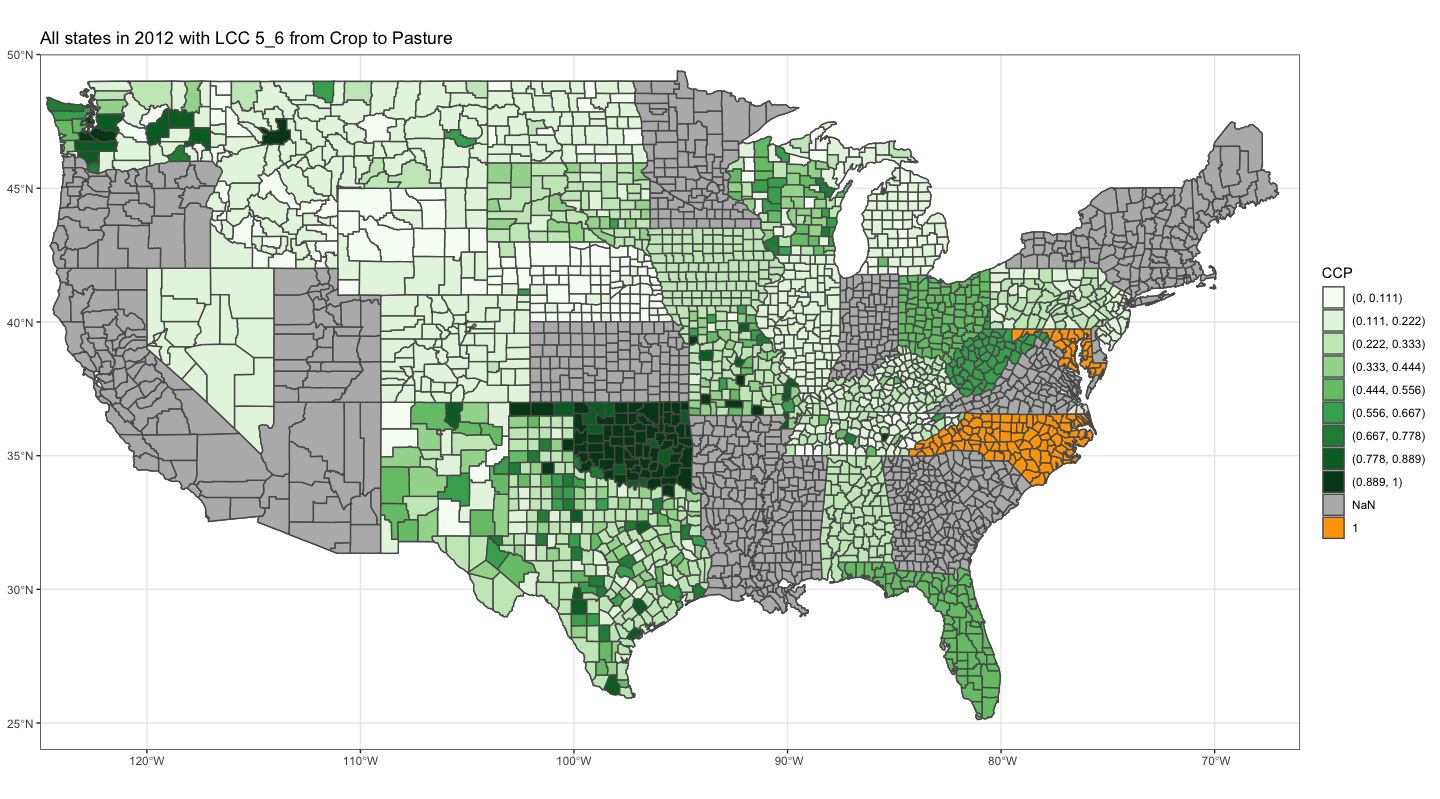 All states in 2012 with LCC 5_6 from Crop to Pasture
50°N
45°N
40°N
35°N
30°N
25°N
120°W
110°W
100°W
90°W
80°W
70°W
CCP
(0, 0.111)
(0.111, 0.222)
(0.222, 0.333)
(0.333, 0.444)
(0.444, 0.556)
(0.556, 0.667)
(0.667, 0.778)
(0.778, 0.889)
(0.889, 1)
NaN
1